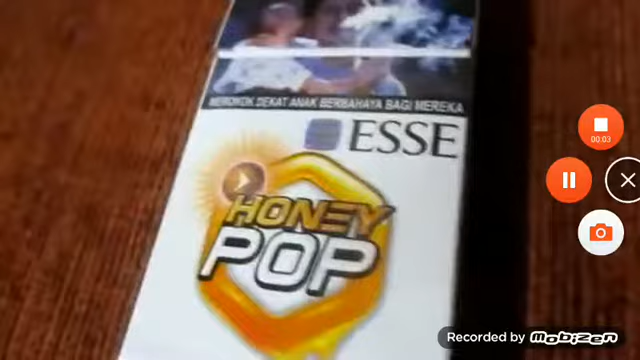 MEROKOK DEKAT ANAK BERBAHAYA BAGI MEREKA
ESSE
HONEY
POP
00:03
Recorded by Mobizen